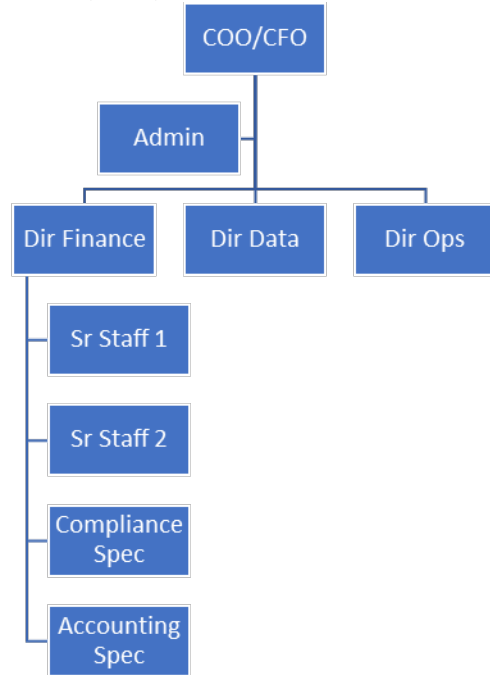 COO/CFO
Admin
Dir Finance
Dir Data
Dir Ops
Sr Staff 1
Sr Staff 2
Compliance
Spec
Accounting
Spec